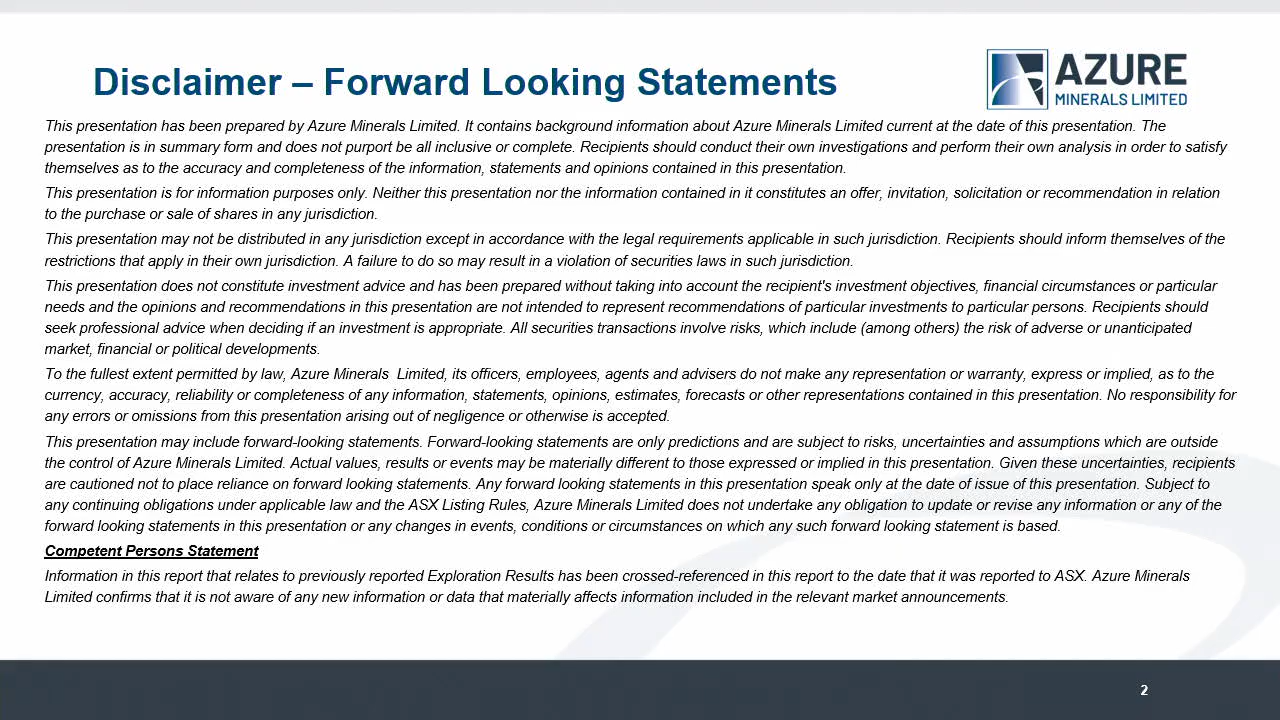 Disclaimer – Forward Looking Statements
AZURE
MINERALS LIMITED
This presentation has been prepared by Azure Minerals Limited. It contains background information about Azure Minerals Limited current at the date of this presentation. The
presentation is in summary form and does not purport be all inclusive or complete. Recipients should conduct their own investigations and perform their own analysis in order to satisfy
themselves as to the accuracy and completeness of the information, statements and opinions contained in this presentation.
This presentation is for information purposes only. Neither this presentation nor the information contained in it constitutes an offer, invitation, solicitation or recommendation in relation
to the purchase or sale of shares in any jurisdiction.
This presentation may not be distributed in any jurisdiction except in accordance with the legal requirements applicable in such jurisdiction. Recipients should inform themselves of the
restrictions that apply in their own jurisdiction. A failure to do so may result in a violation of securities laws in such jurisdiction.
This presentation does not constitute investment advice and has been prepared without taking into account the recipient's investment objectives, financial circumstances or particular
needs and the opinions and recommendations in this presentation are not intended to represent recommendations of particular investments to particular persons. Recipients should
seek professional advice when deciding if an investment is appropriate. All securities transactions involve risks, which include (among others) the risk of adverse or unanticipated
market, financial or political developments.
To the fullest extent permitted by law, Azure Minerals  Limited, its officers, employees, agents and advisers do not make any representation or warranty, express or implied, as to the
currency, accuracy, reliability or completeness of any information, statements, opinions, estimates, forecasts or other representations contained in this presentation. No responsibility for
any errors or omissions from this presentation arising out of negligence or otherwise is accepted.
This presentation may include forward-looking statements. Forward-looking statements are only predictions and are subject to risks, uncertainties and assumptions which are outside
the control of Azure Minerals Limited. Actual values, results or events may be materially different to those expressed or implied in this presentation. Given these uncertainties, recipients
are cautioned not to place reliance on forward looking statements. Any forward looking statements in this presentation speak only at the date of issue of this presentation. Subject to
any continuing obligations under applicable law and the ASX Listing Rules, Azure Minerals Limited does not undertake any obligation to update or revise any information or any of the
forward looking statements in this presentation or any changes in events, conditions or circumstances on which any such forward looking statement is based.
Competent Persons Statement
Information in this report that relates to previously reported Exploration Results has been crossed-referenced in this report to the date that it was reported to ASX. Azure Minerals
Limited confirms that it is not aware of any new information or data that materially affects information included in the relevant market announcements.
2